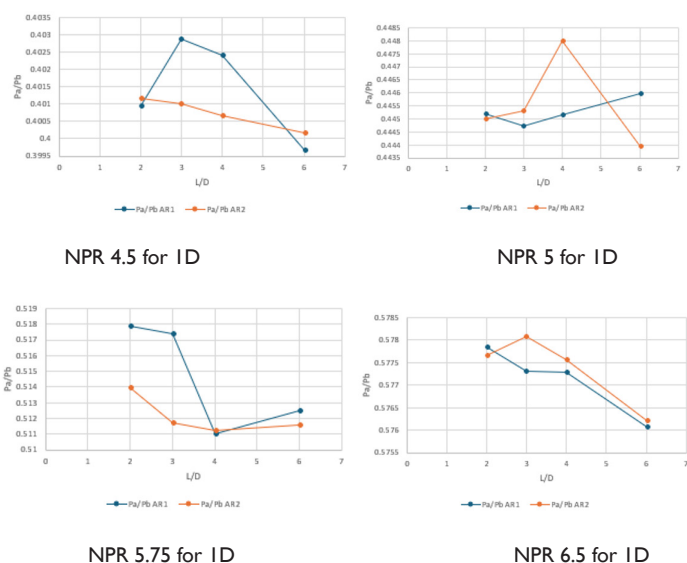 0.4035
0.403
0.4025
0.402
0.4015
0.401
0.4005
0.4
0.3995
Pa/Pb
0 1 2 3 4 5 6 7
L/D
Pa/Pb AR1 Pa/Pb AR2
NPR 4.5 for 1D
0.4485
0.448
0.4475
0.447
0.4465
0.446
0.4455
0.445
0.4445
0.444
0.4435
Pa/Pb
0 1 2 3 4 5 6 7
L/D
Pa/Pb AR1 Pa/Pb AR2
NPR 5 for 1D
0.519
0.518
0.517
0.516
0.515
0.514
0.513
0.512
0.511
0.51
Pa/Pb
0 1 2 3 4 5 6 7
L/D
Pa/Pb AR1 Pa/Pb AR2
NPR 5.75 for 1D
0.5785
0.578
0.5775
0.577
0.5765
0.576
0.5755
Pa/Pb
0 1 2 3 4 5 6 7
L/D
Pa/Pb AR1 Pa/Pb AR2
NPR 6.5 for 1D